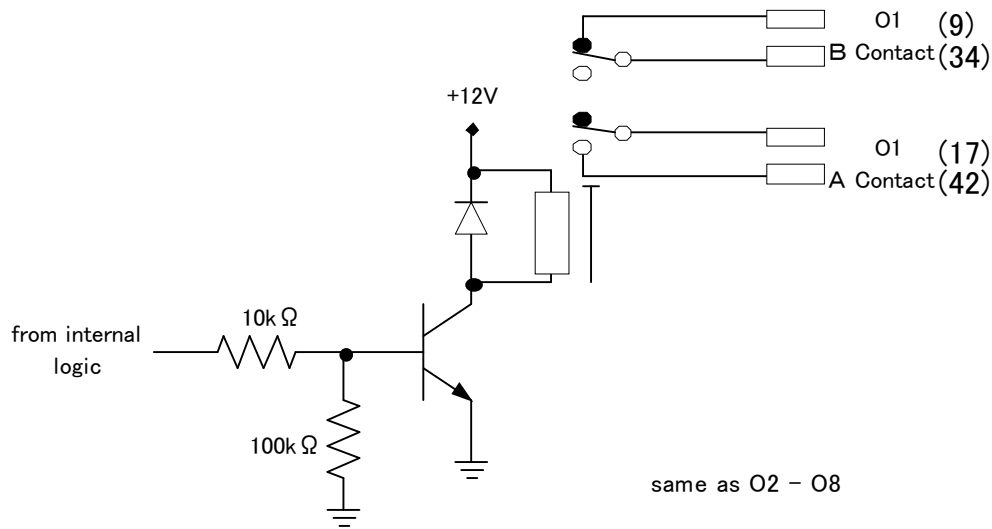 O1 (9)
B Contact (34)
+12V
O1 (17)
A Contact (42)
10kΩ
from internal
logic
100kΩ
same as O2 - O8